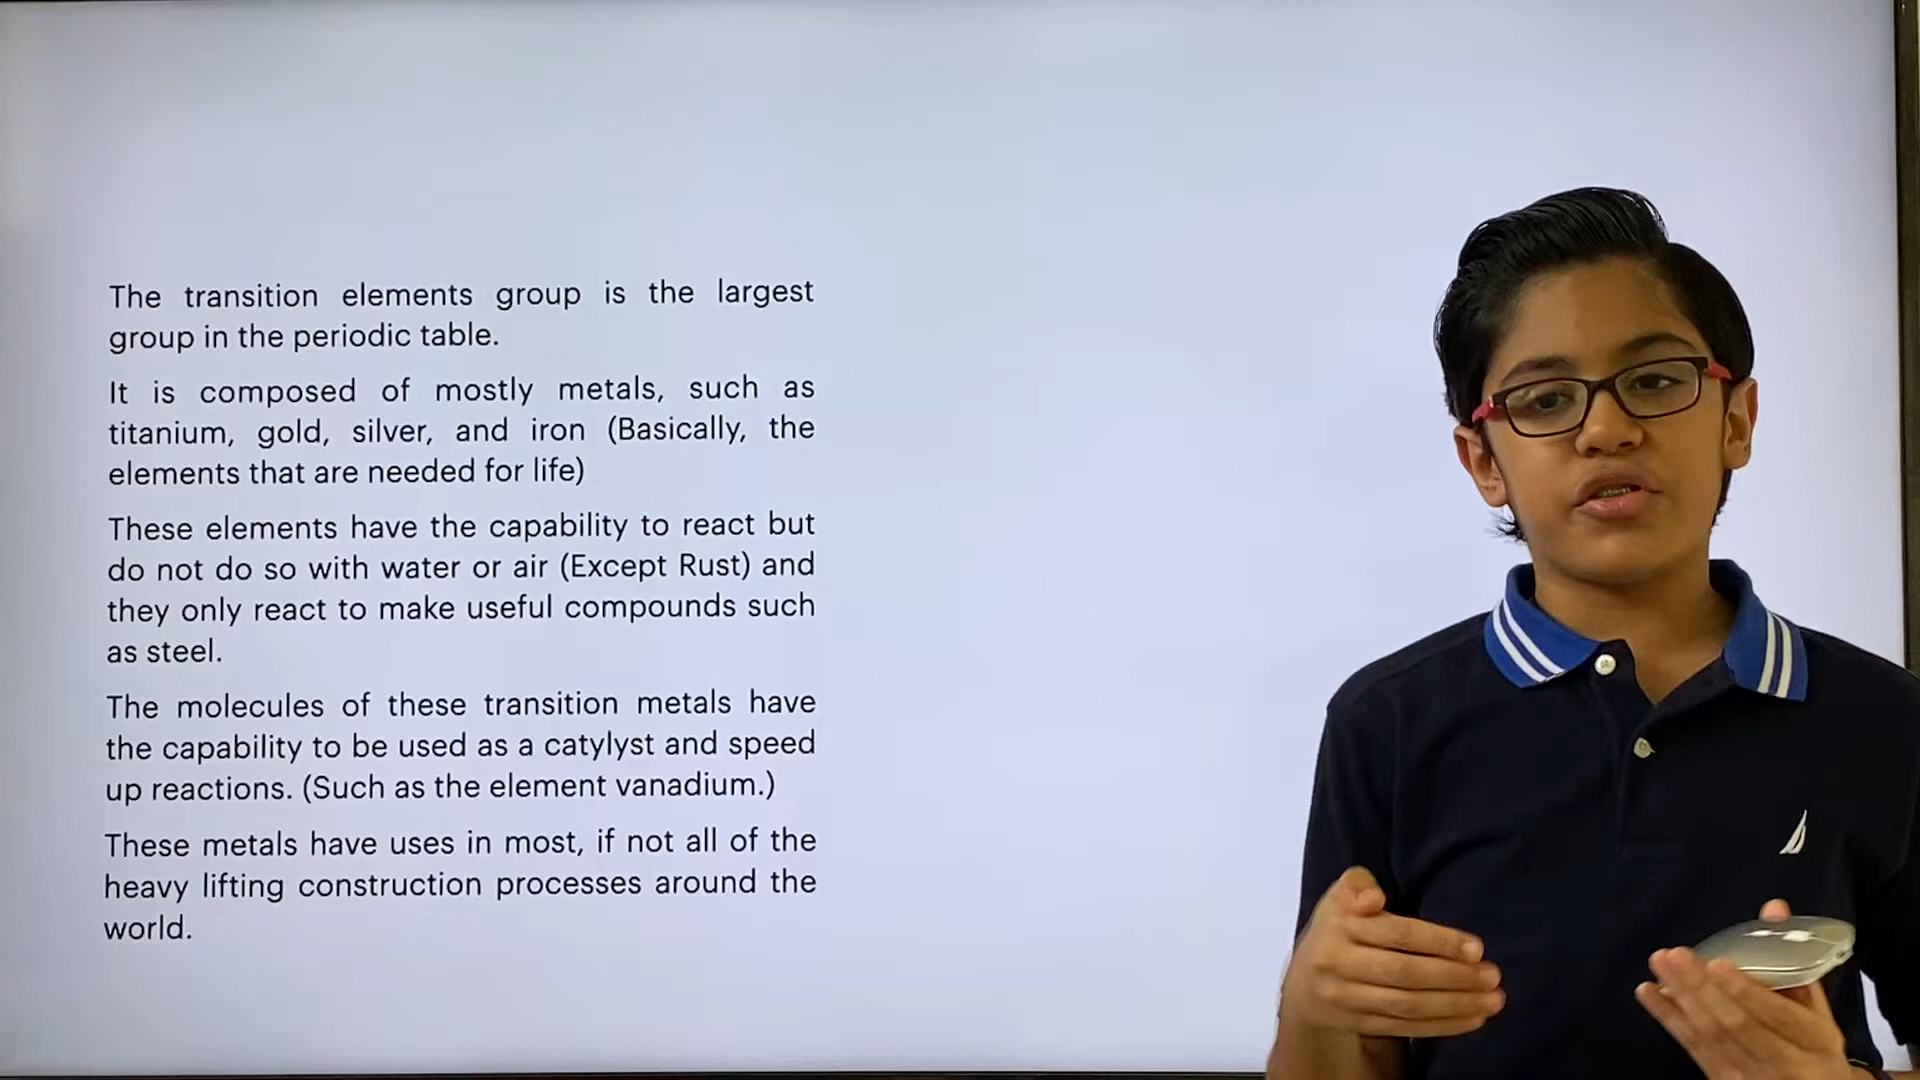 The transition elements group is the largest
group in the periodic table.
It is composed of mostly metals, such as
titanium, gold, silver, and iron (Basically, the
elements that are needed for life)
These elements have the capability to react but
do not do so with water or air (Except Rust) and
they only react to make useful compounds such
as steel.
The molecules of these transition metals have
the capability to be used as a catylyst and speed
up reactions. (Such as the element vanadium.)
These metals have uses in most, if not all of the
heavy lifting construction processes around the
world.